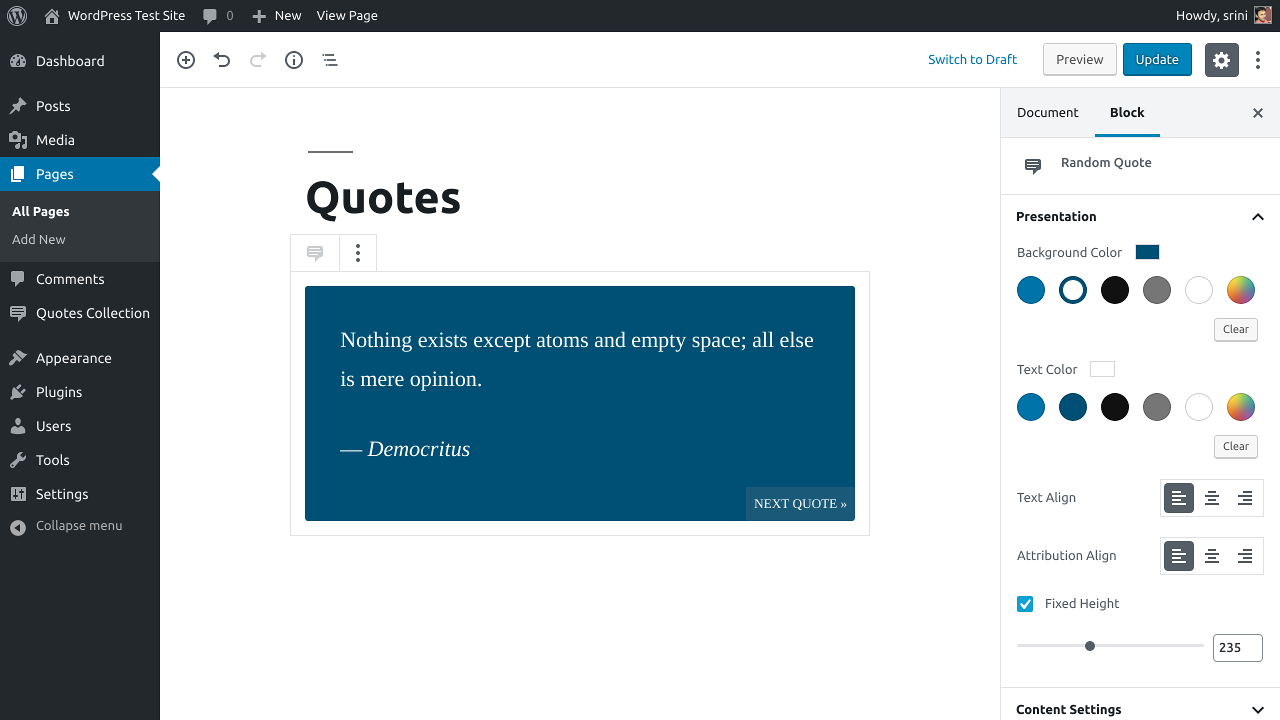 WordPress Test Site 0 New View Page Howdy, srini
Dashboard
Posts
Media
Pages
All Pages
Add New
Comments
Quotes Collection
Appearance
Plugins
Users
Tools
Settings
Collapse menu
Switch to Draft Preview Update
Quotes
Nothing exists except atoms and empty space; all else
is mere opinion.
— Democritus
NEXT QUOTE »
Document Block
Random Quote
Presentation
Background Color
Clear
Text Color
Clear
Text Align
Attribution Align
Fixed Height
235
Content Settings